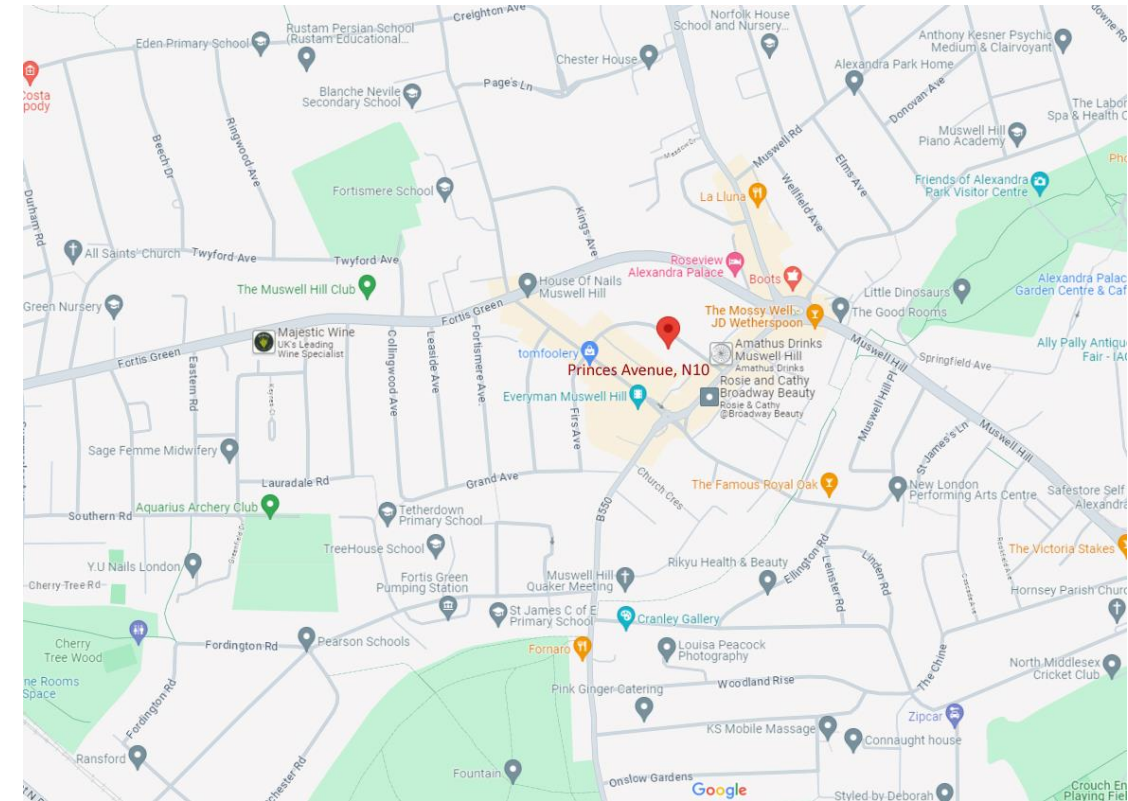 Creighton Ave
Rustam Persian School
(Rustam Educational...
Norfolk House
School and Nursery...
Anthony Kesner Psychic
Medium & Clairvoyant
Eden Primary School
Chester House
Alexandra Park Home
Costa
Page's Ln
Blanche Nevile
Secondary School
Donovan Ave
The Labor
Spa & Health
Ringwood Ave
Beech Dr
Muswell Hill
Piano Academy
Muswell Rd
Elms Ave
Wellfield Ave
Fortismere School
Friends of Alexandra
Park Visitor Centre
La Lluna
Durham Rd
Kings Ave
All Saints' Church
Twyford Ave
Twyford Ave
Roseview
Alexandra Palace
Boots
House Of Nails
Muswell Hill
The Muswell Hill Club
Little Dinosaurs
Alexandra Palac
Garden Centre & Caf
Green Nursery
Fortis Green
The Mossy Well -
JD Wetherspoon
The Good Rooms
Majestic Wine
UK's Leading
Wine Specialist
Fortis Green
Muswell Hill
Ally Pally Antiqu
Fair - IAC
Springfield Ave
Collingwood Ave
Leaside Ave
Fortismere Ave
tomfoolery
Princes Avenue, N10
Amathus Drinks
Muswell Hill
Amathus Drinks
Eastern Rd
Everyman Muswell Hill
Rosie and Cathy
Broadway Beauty
Rosie & Cathy
@Broadway Beauty
Muswell Hill Pl
Firs Ave
St James's Ln
Muswell Hill
Sage Femme Midwifery
Lauradale Rd
Grand Ave
Church Cres
The Famous Royal Oak
New London
Performing Arts Centre
Safestore Self
Alexandra
Southern Rd
Aquarius Archery Club
Tetherdown
Primary School
B550
The Victoria Stakes
TreeHouse School
Y.U Nails London
Rikyu Health & Beauty
Ellington Rd
Leinster Rd
Linden Rd
Cherry Tree Rd
Fortis Green
Pumping Station
Muswell Hill
Quaker Meeting
Hornsey Parish Churc
St James C of E
Primary School
Cranley Gallery
Cherry
Tree Wood
Fordington Rd
Pearson Schools
Fornaro
Louisa Peacock
Photography
The Chine
North Middlesex
Cricket Club
ne Rooms
Space
Fordington Rd
Pink Ginger Catering
Woodland Rise
Zipcar
KS Mobile Massage
Connaught house
Ransford
Fountain
Onslow Gardens
Google
Styled by Deborah
Crouch En
Playing Fiel